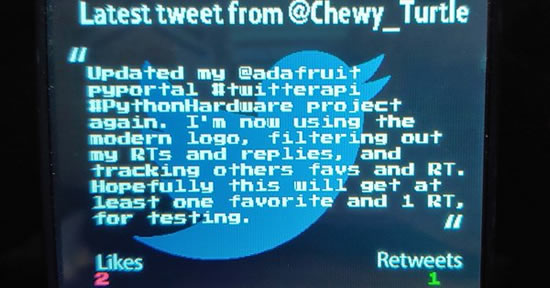 Latest tweet from @Chewy_Turtle
"
Updated my @adafruit
pyportal #twitterapi
#PythonHardware project
again. I'm now using the
modern logo, filtering out
my RTs and replies, and
tracking others favs and RT.
Hopefully this will get at
least one favorite and 1 RT,
for testing.
"
Likes Retweets
2 1